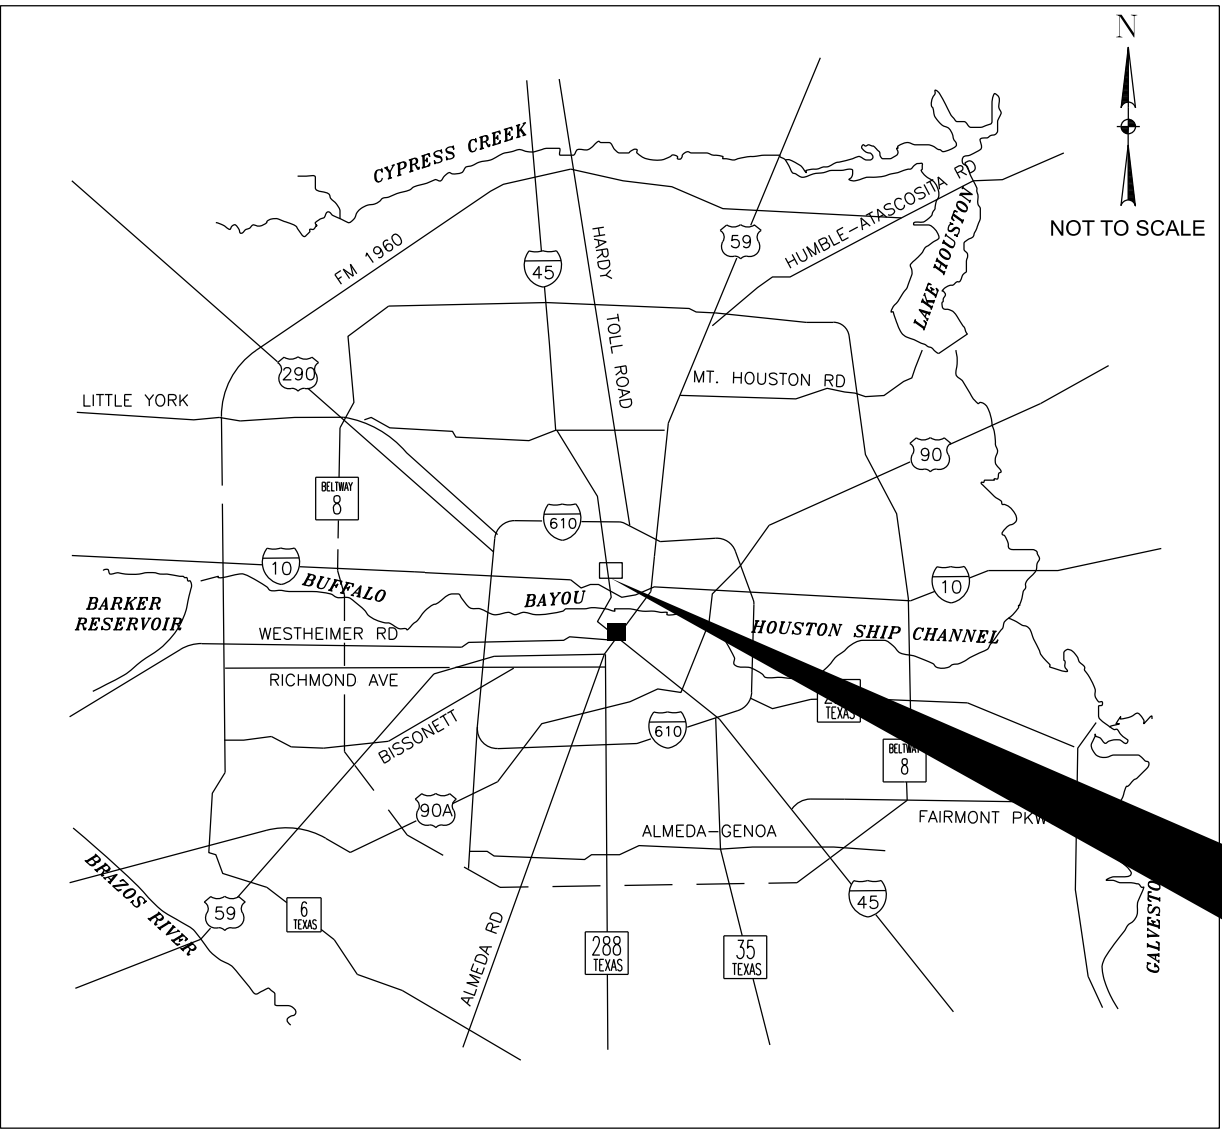 N
NOT TO SCALE
CYPRESS CREEK
FM 1960
45
HARDY
TOLL ROAD
59
HUMBLE-ATASCOSITA RD
LAKE HOUSTON
290
MT. HOUSTON RD
LITTLE YORK
90
BELTWAY
8
610
10
BUFFALO
BAYOU
10
BARKER
RESERVOIR
WESTHEIMER RD
HOUSTON SHIP CHANNEL
RICHMOND AVE
TEXAS
BISSONETT
610
BELTWAY
8
90A
ALMEDA-GENOA
FAIRMONT PKW
BRAZOS RIVER
59
6
TEXAS
ALMEDA RD
288
TEXAS
35
TEXAS
45
GALVESTO